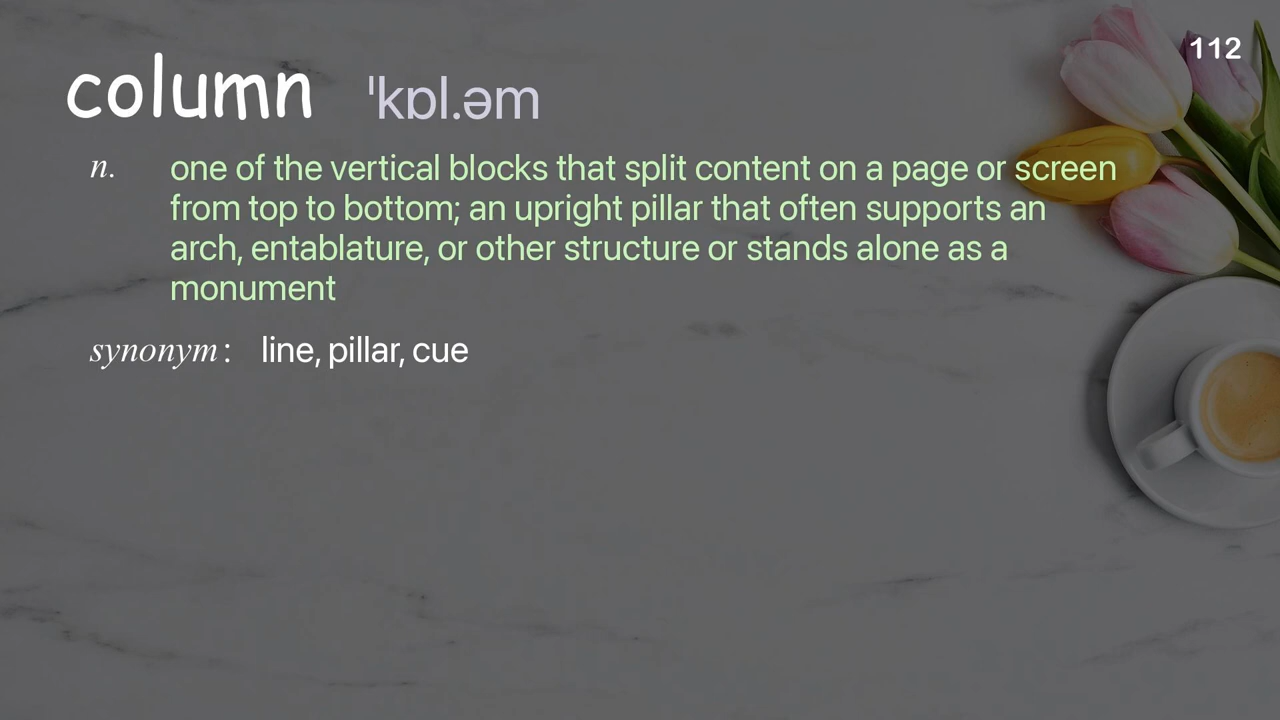 112
column ˈkɒl.əm
n. one of the vertical blocks that split content on a page or screen
from top to bottom; an upright pillar that often supports an
arch, entablature, or other structure or stands alone as a
monument
synonym: line, pillar, cue